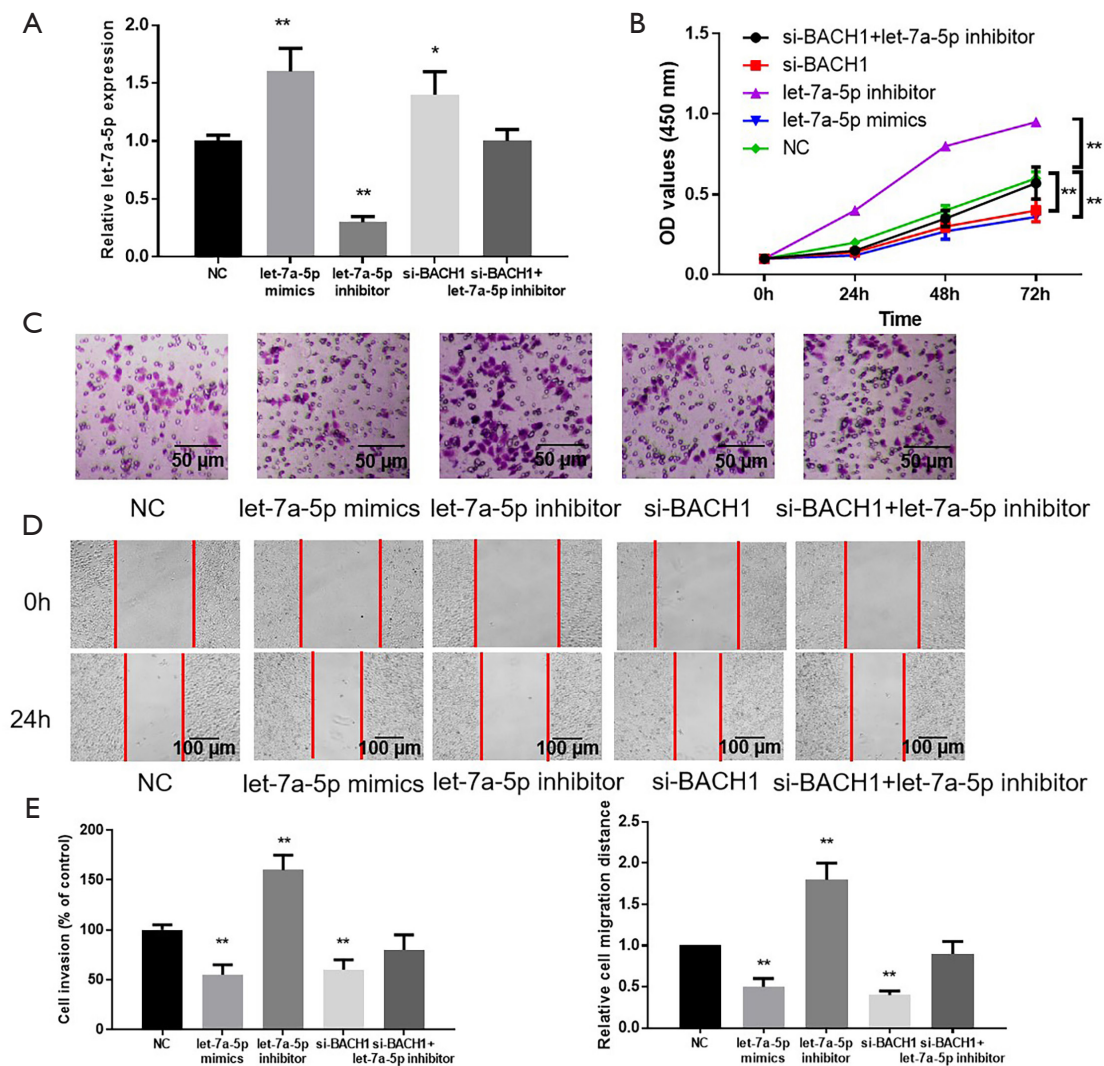 A
Relative let-7a-5p expression
2.0
1.5
1.0
0.5
0.0
**
**
*
NC
let-7a-5p
mimics
let-7a-5p
inhibitor
si-BACH1
si-BACH1+
let-7a-5p inhibitor
B
OD values (450 nm)
1.5
1.0
0.5
0.0
si-BACH1+let-7a-5p inhibitor
si-BACH1
let-7a-5p inhibitor
let-7a-5p mimics
NC
**
**
**
0h
24h
48h
72h
Time
C
50 μm
50 μm
50 μm
50 μm
50 μm
NC
let-7a-5p mimics
let-7a-5p inhibitor
si-BACH1
si-BACH1+let-7a-5p inhibitor
D
0h
24h
100 μm
100 μm
100 μm
100 μm
100 μm
NC
let-7a-5p mimics
let-7a-5p inhibitor
si-BACH1
si-BACH1+let-7a-5p inhibitor
E
Cell invasion (% of control)
200
150
100
50
0
**
**
**
NC
let-7a-5p
mimics
let-7a-5p
inhibitor
si-BACH1
si-BACH1+
let-7a-5p inhibitor
Relative cell migration distance
2.5
2.0
1.5
1.0
0.5
0.0
**
**
**
NC
let-7a-5p
mimics
let-7a-5p
inhibitor
si-BACH1
si-BACH1+
let-7a-5p inhibitor